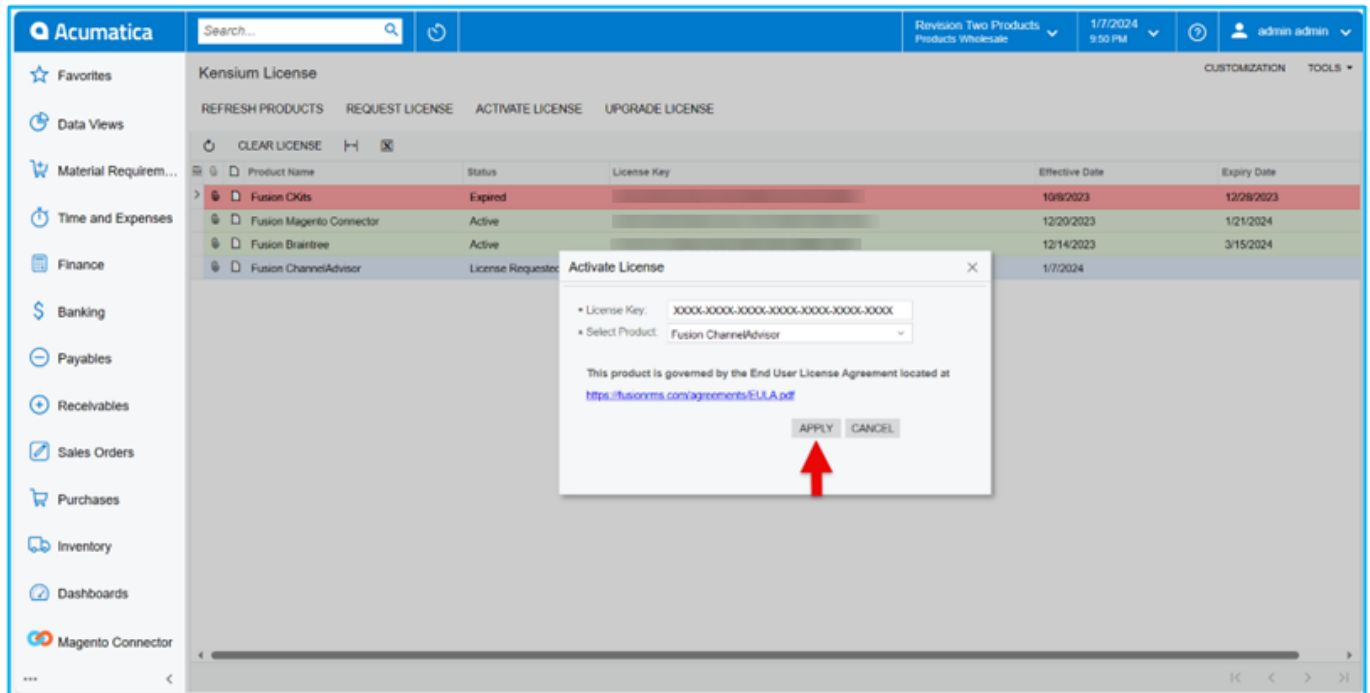 Acumatica
Search...
Revision Two Products
Products Wholesale
1/7/2024
9:50 PM
admin admin
Favorites
Data Views
Material Requirem...
Time and Expenses
Finance
Banking
Payables
Receivables
Sales Orders
Purchases
Inventory
Dashboards
Magento Connector
Kensium License
CUSTOMIZATION TOOLS
REFRESH PRODUCTS REQUEST LICENSE ACTIVATE LICENSE UPGRADE LICENSE
CLEAR LICENSE
Product Name Status License Key Effective Date Expiry Date
Fusion CKits Expired 10/8/2023 12/28/2023
Fusion Magento Connector Active 12/20/2023 1/21/2024
Fusion Braintree Active 12/14/2023 3/15/2024
Fusion ChannelAdvisor License Requested 1/7/2024
Activate License
License Key: XXXX-XXXX-XXXX-XXXX-XXXX-XXXX-XXXX
Select Product: Fusion ChannelAdvisor
This product is governed by the End User License Agreement located at
https://fusionrms.com/agreements/EULA.pdf
APPLY CANCEL